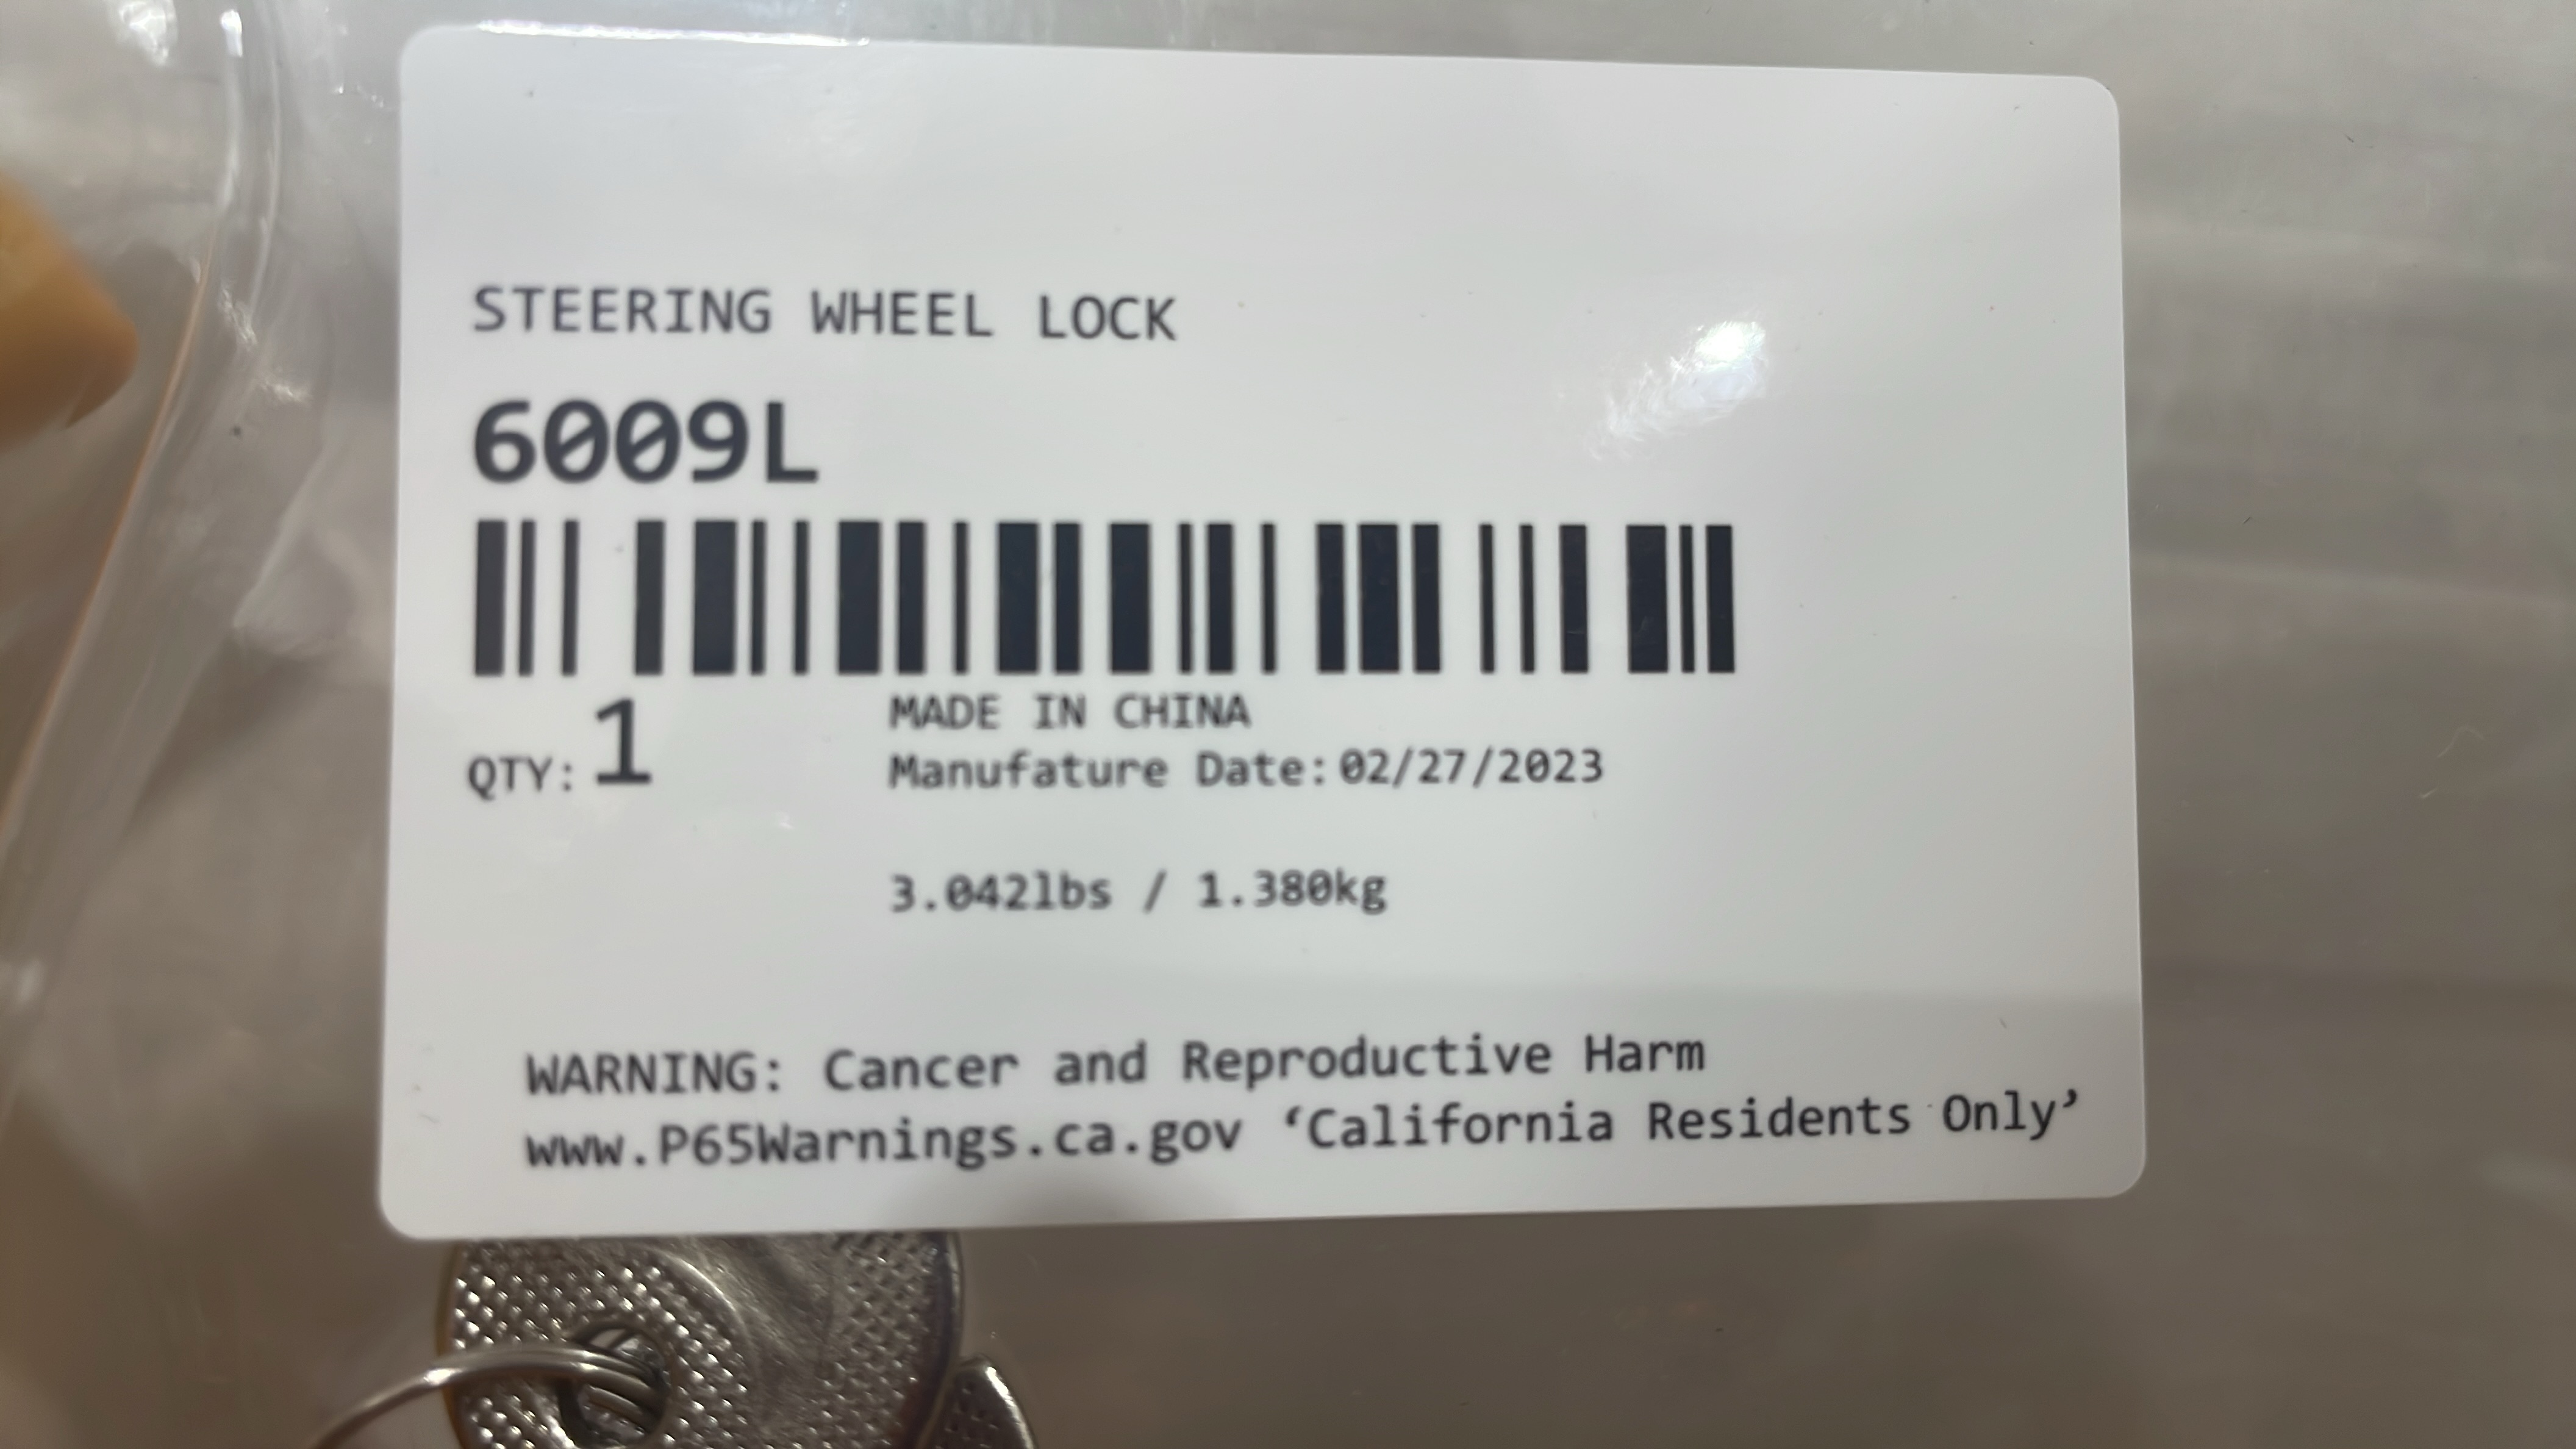 STEERING WHEEL LOCK
6009L
QTY: 1
MADE IN CHINA
Manufature Date: 02/27/2023
3.042lbs / 1.380kg
WARNING: Cancer and Reproductive Harm
www.P65Warnings.ca.gov ‘California Residents Only’